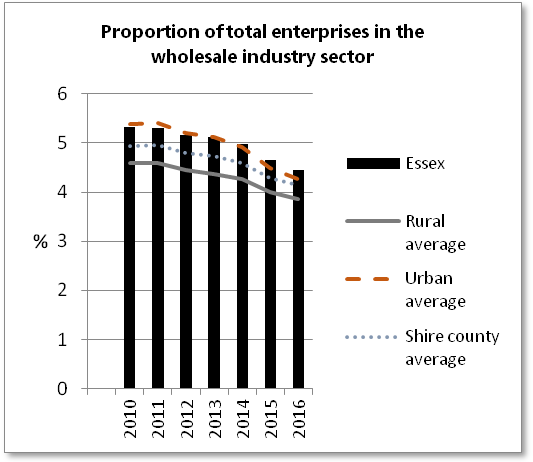 Proportion of total enterprises in the
wholesale industry sector
6
5
4
3
2
1
0
%
2010
2011
2012
2013
2014
2015
2016
Essex
Rural
average
Urban
average
Shire county
average